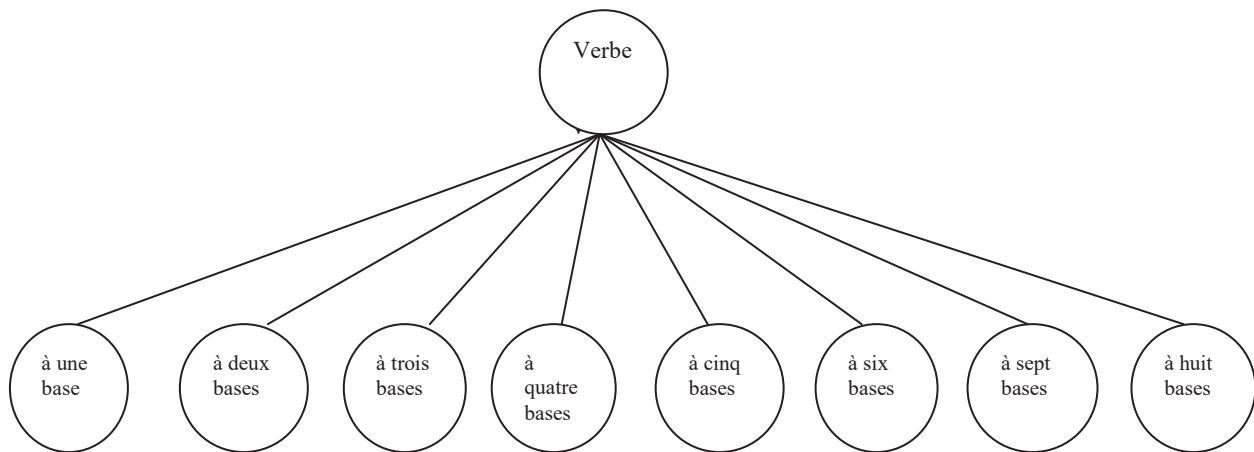 Verbe
à une
base
à deux
bases
à trois
bases
à
quatre
bases
à cinq
bases
à six
bases
à sept
bases
à huit
bases